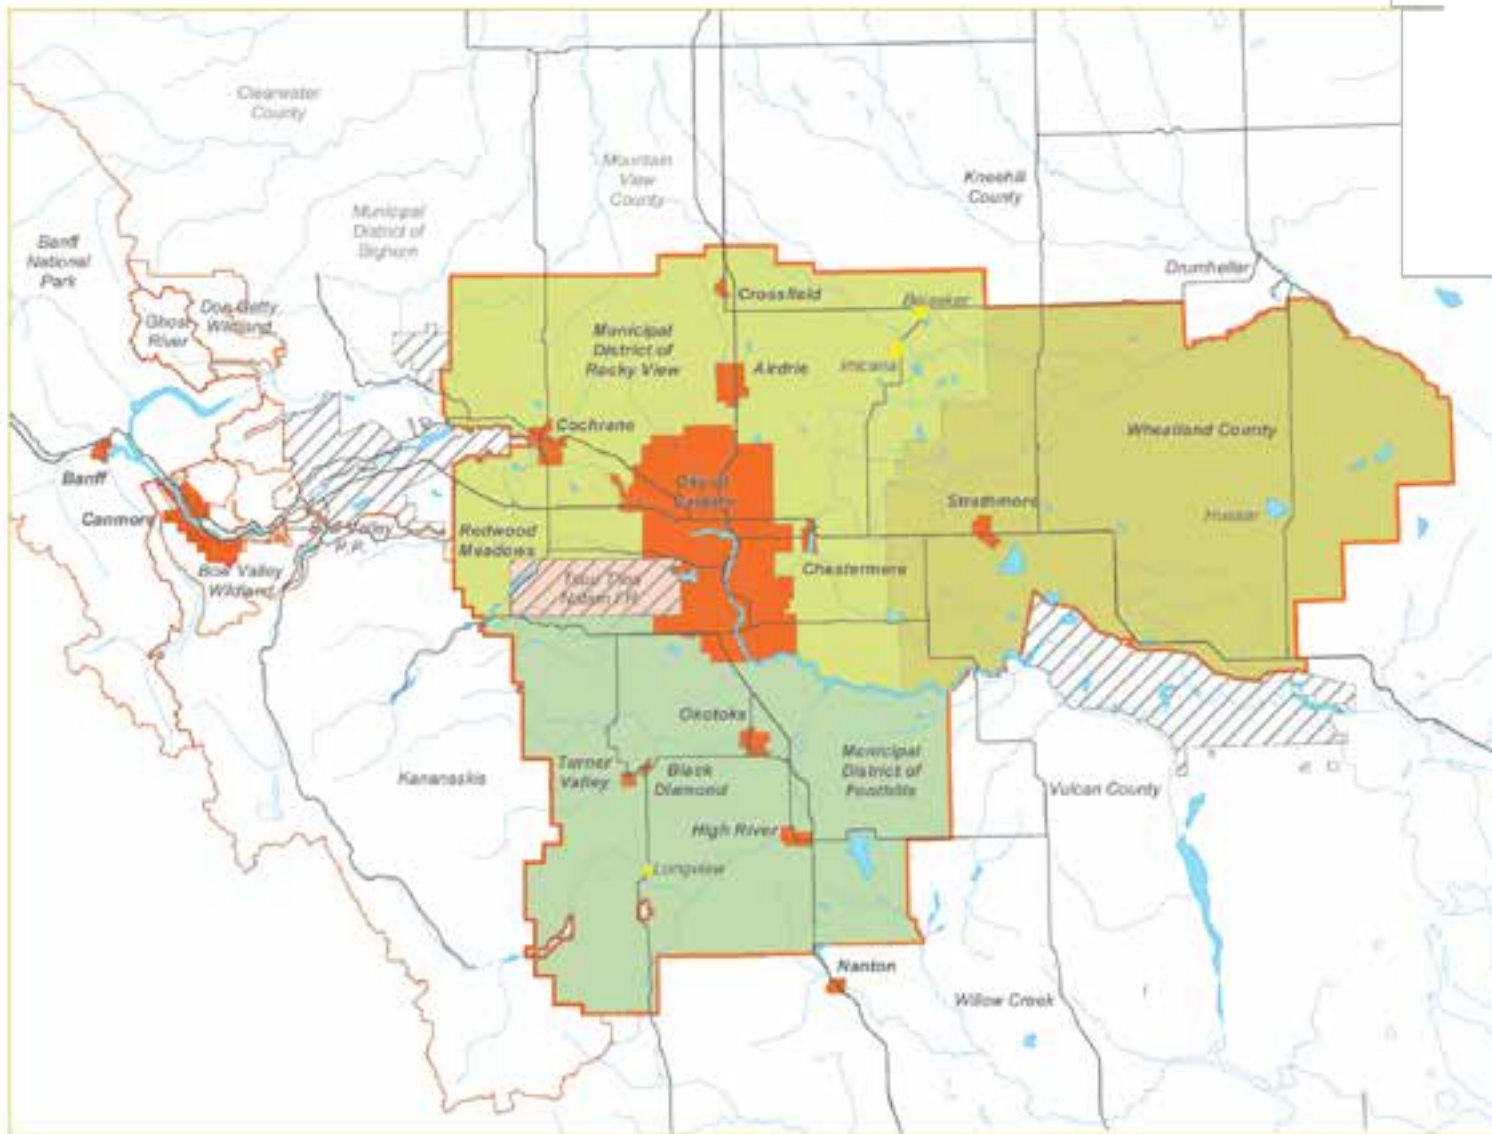 Clearwater
County
Mountain
View
County
Kneehill
County
Municipal
District of
Bighorn
Banff
National
Park
Drumheller
Don Getty
Wildland
Ghost
River
Crossfield
Beiseker
Municipal
District of
Rocky View
Airdrie
Irricana
Cochrane
Wheatland County
Banff
City of
Calgary
Strathmore
Canmore
Hussar
Redwood
Meadows
Bow Valley
P.P.
Chestermere
Bow Valley
Wildland
Tsuu T'ina
Nation
Okotoks
Turner
Valley
Black
Diamond
Municipal
District of
Foothills
Kananaskis
Vulcan County
High River
Longview
Nanton
Willow Creek